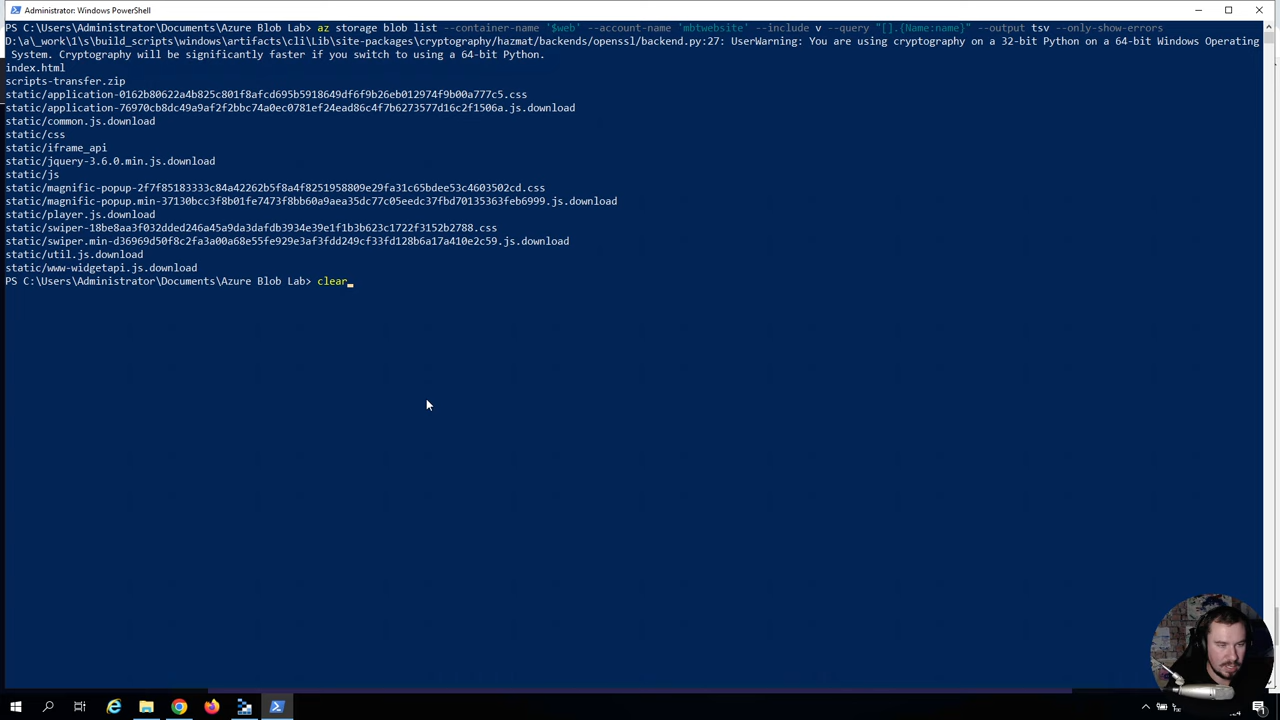 Administrator: Windows PowerShell
PS C:\Users\Administrator\Documents\Azure Blob Lab> az storage blob list --container-name '$web' --account-name 'mbtwebsite' --include v --query "[].{Name:name}" --output tsv --only-show-errors
D:\a\_work\1\s\build_scripts\windows\artifacts\cli\Lib\site-packages\cryptography/hazmat/backends/openssl/backend.py:27: UserWarning: You are using cryptography on a 32-bit Python on a 64-bit Windows Operating
System. Cryptography will be significantly faster if you switch to using a 64-bit Python.
index.html
scripts-transfer.zip
static/application-0162b80622a4b825c801f8afcd695b5918649df6f9b26eb012974f9b00a777c5.css
static/application-76970cb8dc49a9af2f2bbc74a0ec0781ef24ead86c4f7b6273577d16c2f1506a.js.download
static/common.js.download
static/css
static/iframe_api
static/jquery-3.6.0.min.js.download
static/js
static/magnific-popup-2f7f85183333c84a42262b5f8a4f8251958809e29fa31c65bdee53c4603502cd.css
static/magnific-popup.min-37130bcc3f8b01fe7473f8bb60a9aea35dc77c05eedc37fbd70135363feb6999.js.download
static/player.js.download
static/swiper-18be8aa3f032dded246a45a9da3dafdb3934e39e1f1b3b623c1722f3152b2788.css
static/swiper.min-d36969d50f8c2fa3a00a68e55fe929e3af3fdd249cf33fd128b6a17a410e2c59.js.download
static/util.js.download
static/www-widgetapi.js.download
PS C:\Users\Administrator\Documents\Azure Blob Lab> clear